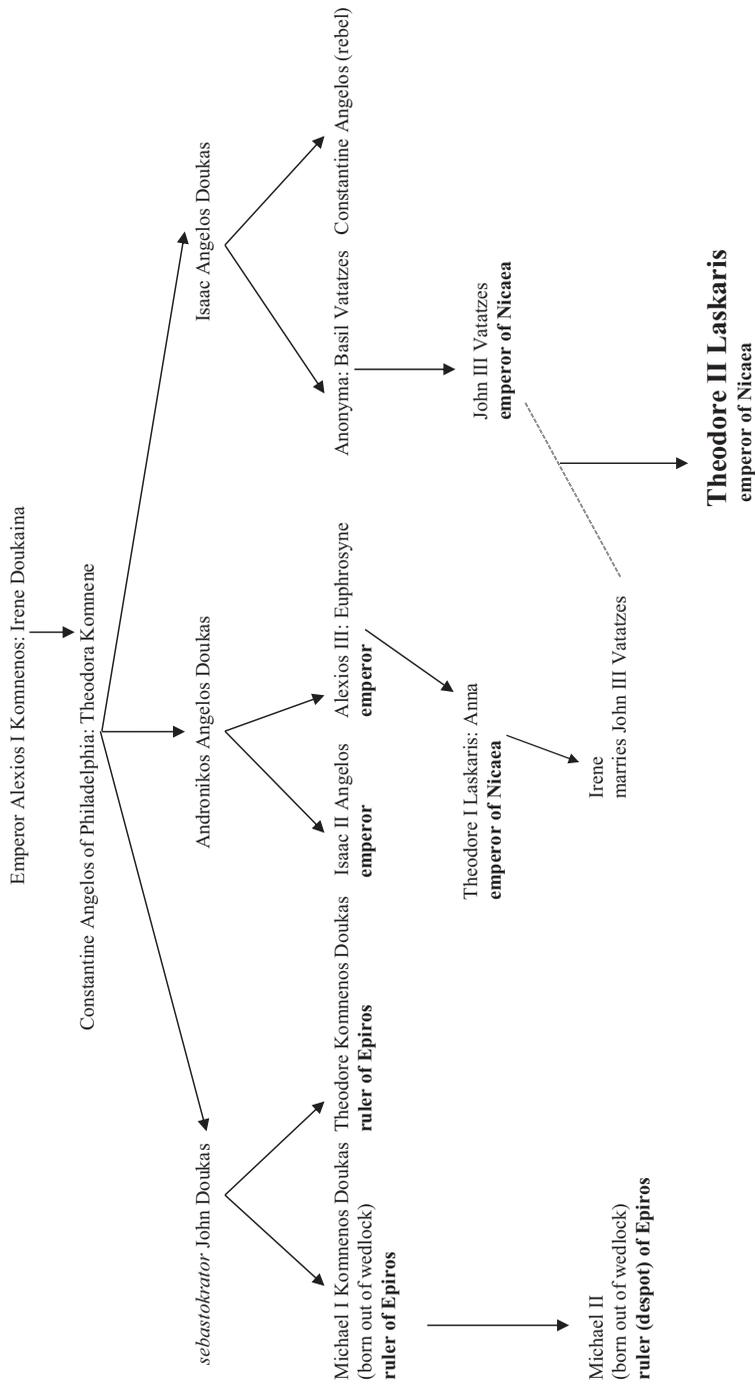 Emperor Alexios I Komnenos: Irene Doukaina
Constantine Angelos of Philadelphia: Theodora Komnene
sebastokrator John Doukas
Andronikos Angelos Doukas
Isaac Angelos Doukas
Michael I Komnenos Doukas
(born out of wedlock)
ruler of Epiros
Theodore Komnenos Doukas
ruler of Epiros
Isaac II Angelos
emperor
Alexios III: Euphrosyne
emperor
Anonyma: Basil Vatatzes
Constantine Angelos (rebel)
Theodore I Laskaris: Anna
emperor of Nicaea
John III Vatatzes
emperor of Nicaea
Michael II
(born out of wedlock)
ruler (despot) of Epiros
Irene
marries John III Vatatzes
Theodore II Laskaris
emperor of Nicaea